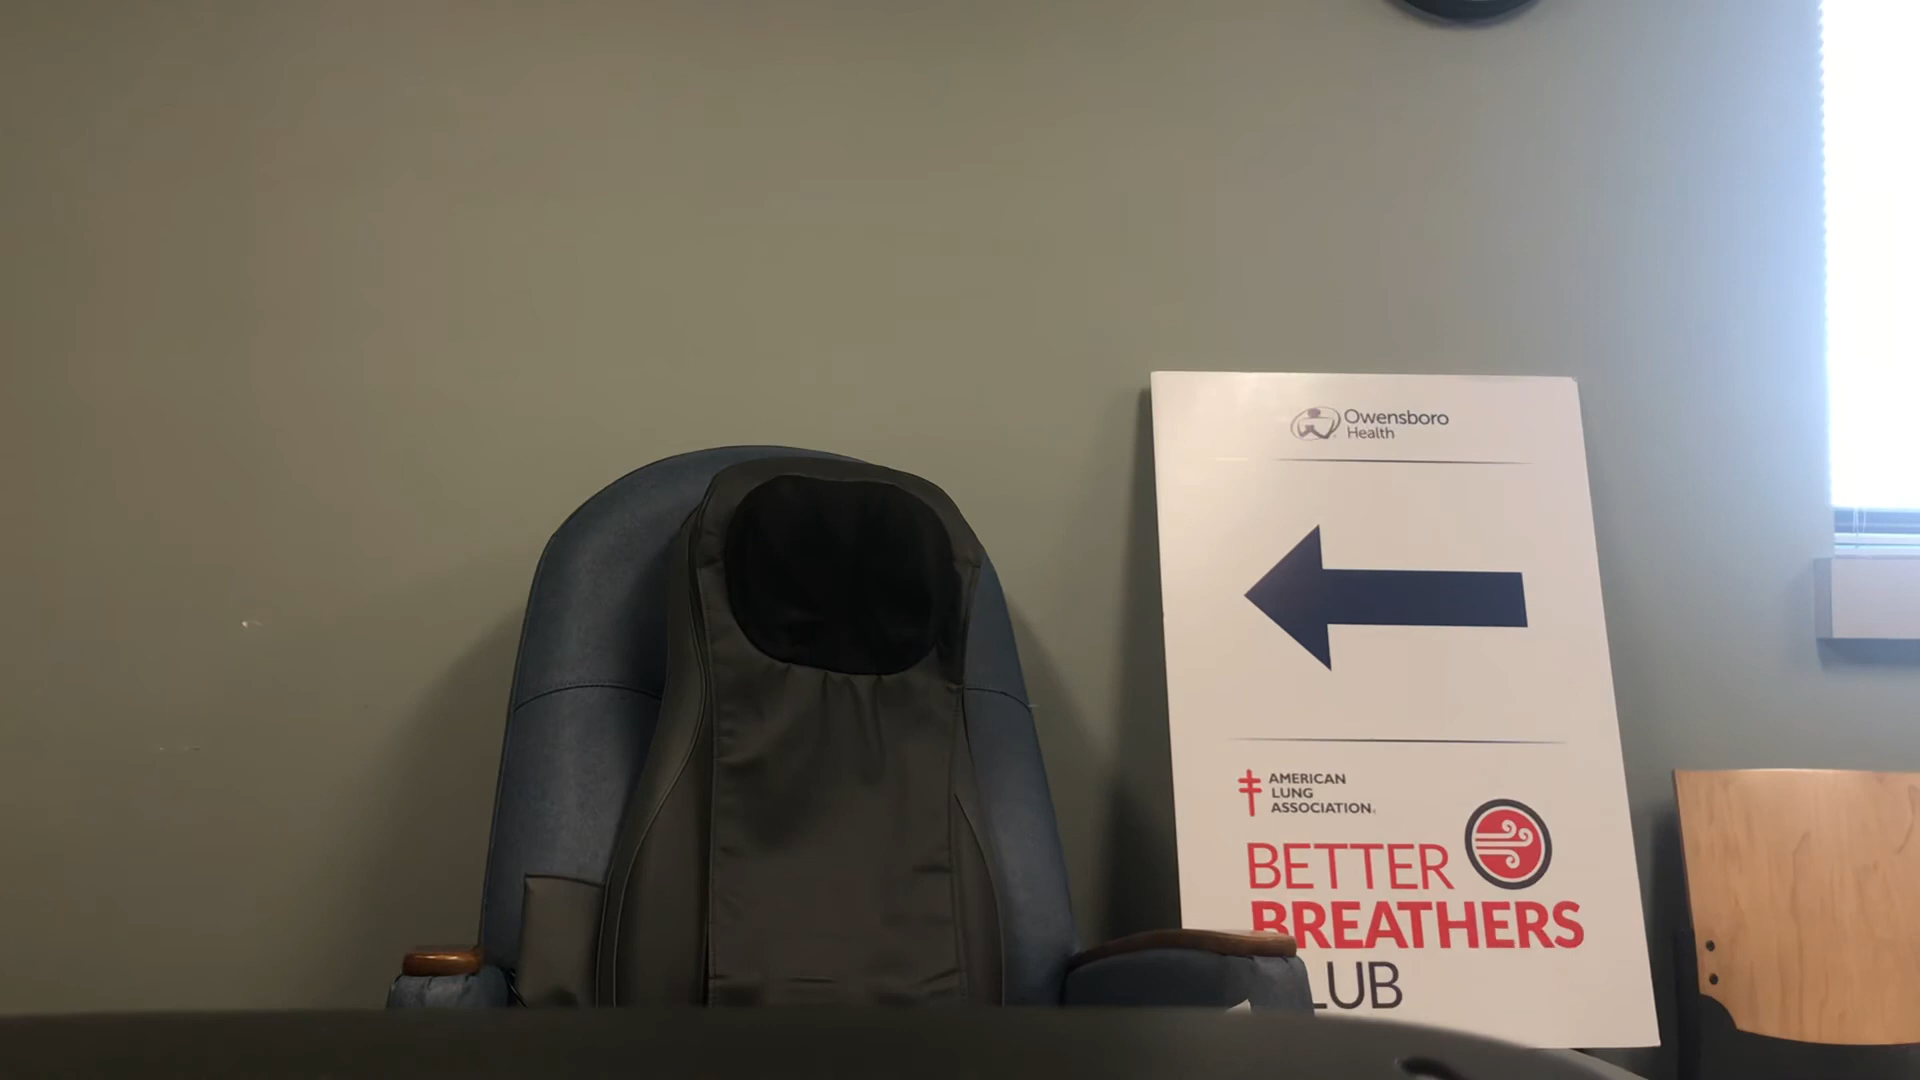 Owensboro
Health
AMERICAN
LUNG
ASSOCIATION
BETTER
BREATHERS
LUB